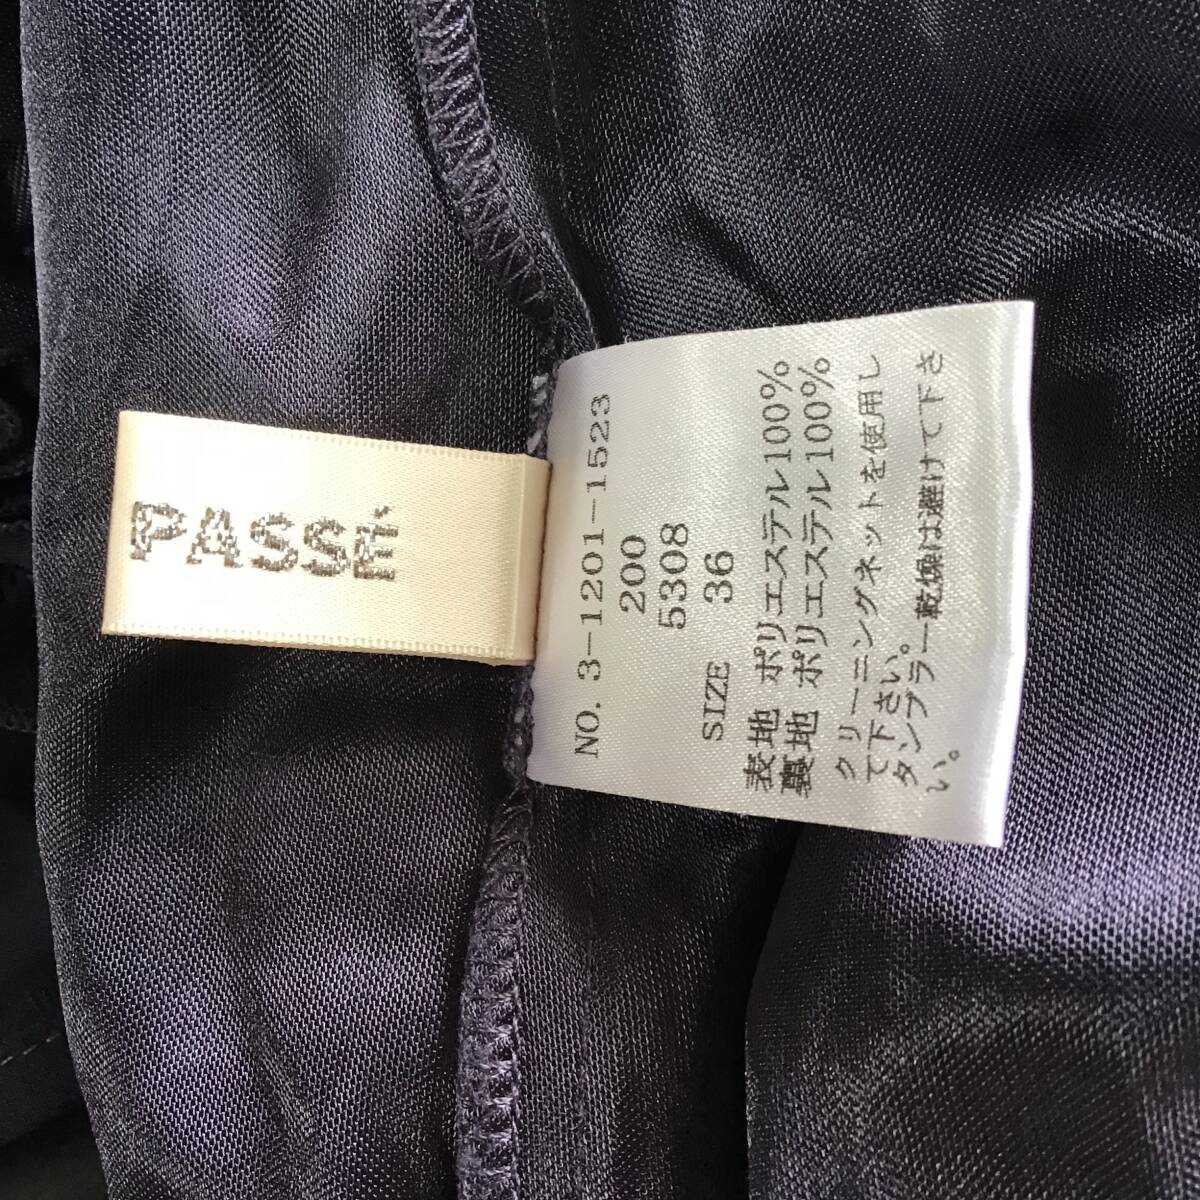 PASSÉ
NO. 3-1201-1523
200
5308
SIZE 36
表地 ポリエステル100%
裏地 ポリエステル100%
クリーニングネットを使用し
て下さい。
タンブラー乾燥は避けて下さ
い。